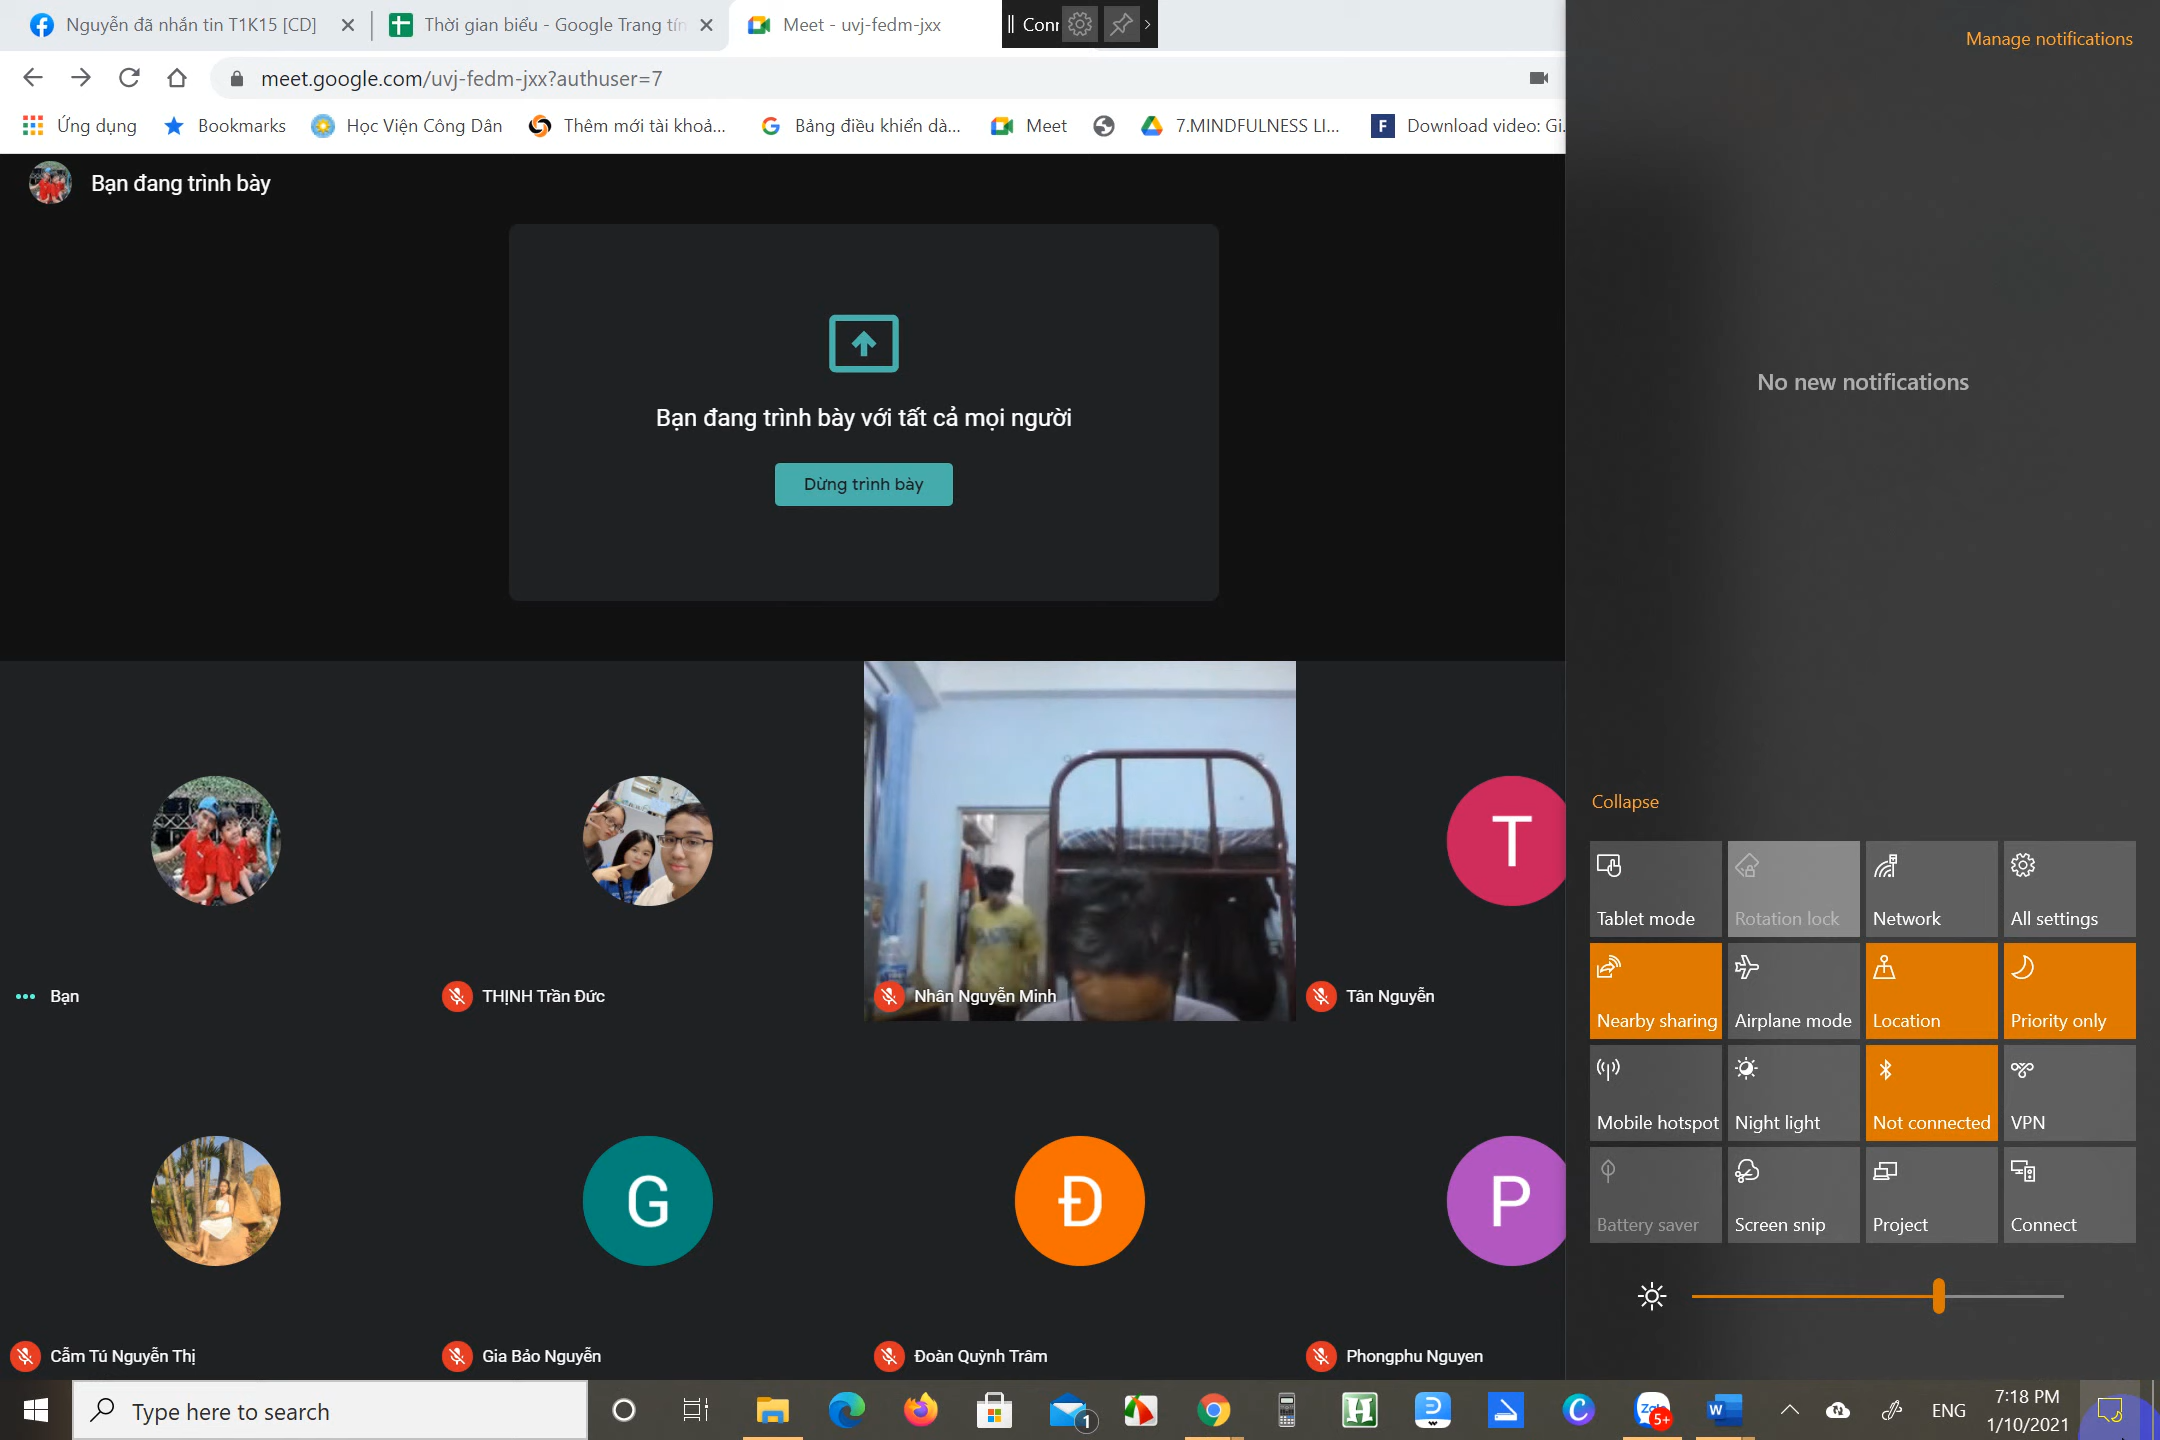 Nguyễn đã nhắn tin T1K15 [CD]
Thời gian biểu - Google Trang tín
Meet - uvj-fedm-jxx
Conr
Manage notifications
meet.google.com/uvj-fedm-jxx?authuser=7
Ứng dụng
Bookmarks
Học Viện Công Dân
Thêm mới tài khoả...
Bảng điều khiển dà...
Meet
7.MINDFULNESS LI...
F
Download video: Gi.
Bạn đang trình bày
Bạn đang trình bày với tất cả mọi người
Dừng trình bày
No new notifications
T
Bạn
THỊNH Trần Đức
Nhân Nguyễn Minh
Tân Nguyễn
G
Đ
P
Cẩm Tú Nguyễn Thị
Gia Bảo Nguyễn
Đoàn Quỳnh Trâm
Phongphu Nguyen
Collapse
Tablet mode
Rotation lock
Network
All settings
Nearby sharing
Airplane mode
Location
Priority only
Mobile hotspot
Night light
Not connected
VPN
Battery saver
Screen snip
Project
Connect
Type here to search
1
Zalo
5+
W
ENG
7:18 PM
1/10/2021